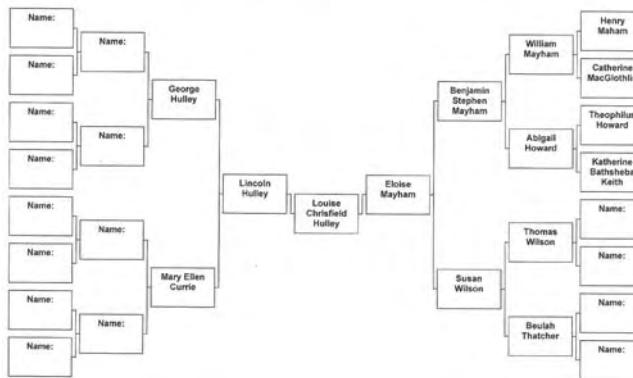 Name:
Name:
Name:
Name:
Name:
Name:
Name:
Name:
Name:
Name:
Name:
Name:
George
Hulley
Mary Ellen
Currie
Lincoln
Hulley
Louise
Chrisfield
Hulley
Eloise
Mayham
Benjamin
Stephen
Mayham
Susan
Wilson
William
Mayham
Abigail
Howard
Thomas
Wilson
Beulah
Thatcher
Henry
Maham
Catherine
MacGlothlin
Theophilus
Howard
Katherine
Bathsheba
Keith
Name:
Name:
Name:
Name: